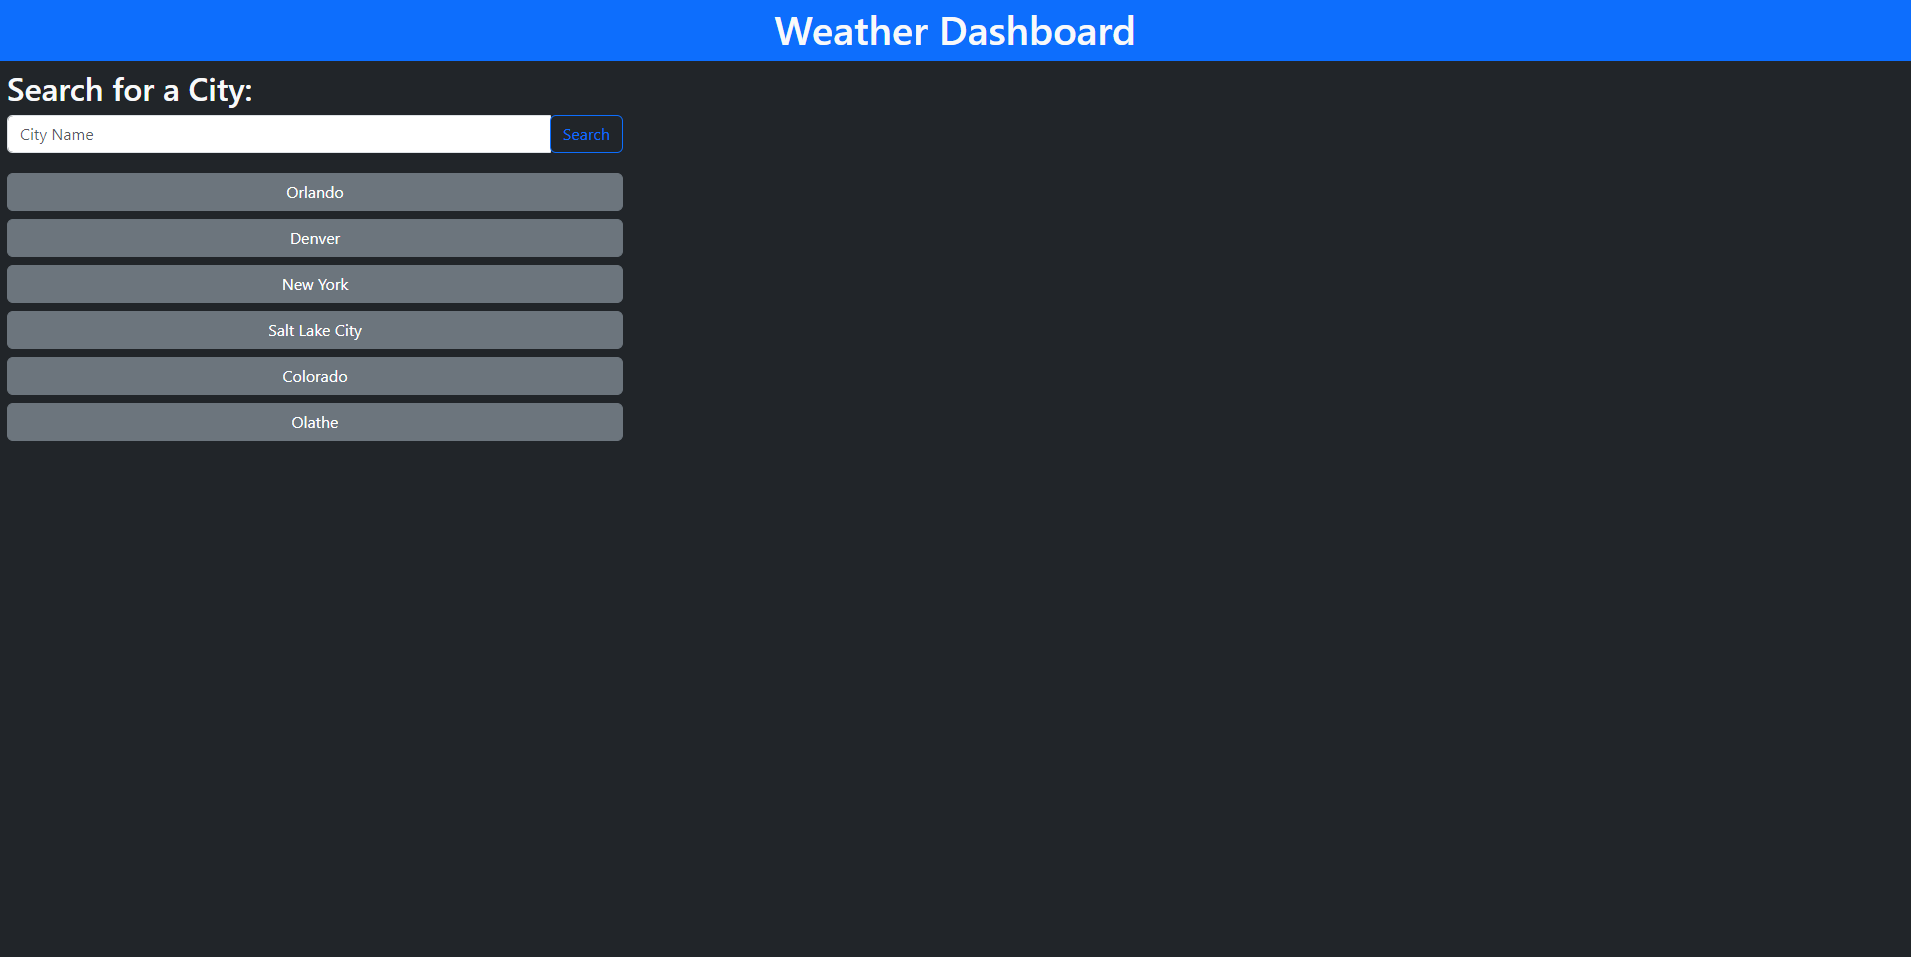 Weather Dashboard
Search for a City:
City Name
Search
Orlando
Denver
New York
Salt Lake City
Colorado
Olathe